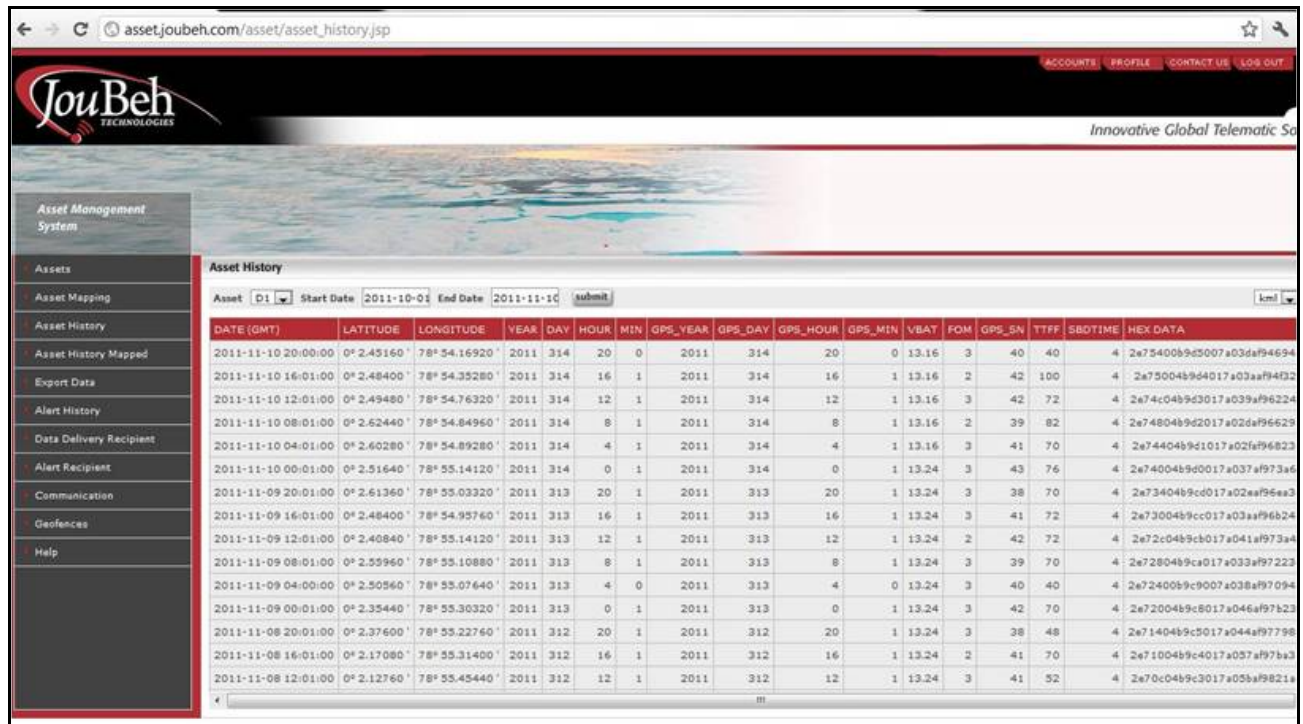 asset.joubeh.com/asset/asset_history.jsp
ACCOUNTS PROFILE CONTACT US LOG OUT
JouBeh
TECHNOLOGIES
Innovative Global Telematic So
Asset Management
System
Assets
Asset Mapping
Asset History
Asset History Mapped
Export Data
Alert History
Data Delivery Recipient
Alert Recipient
Communication
Geofences
Help
Asset History
Asset D1 Start Date 2011-10-01 End Date 2011-11-10 submit kml
DATE (GMT) LATITUDE LONGITUDE YEAR DAY HOUR MIN GPS_YEAR GPS_DAY GPS_HOUR GPS_MIN VBAT FOM GPS_SN TTFF SBDTIME HEX DATA
2011-11-10 20:00:00 0° 2.45160 ' 78° 54.16920 ' 2011 314 20 0 2011 314 20 0 13.16 3 40 40 4 2e75400b9d5007a03daf94694
2011-11-10 16:01:00 0° 2.48400 ' 78° 54.35280 ' 2011 314 16 1 2011 314 16 1 13.16 2 42 100 4 2e75004b9d4017a03aaf94f32
2011-11-10 12:01:00 0° 2.49480 ' 78° 54.76320 ' 2011 314 12 1 2011 314 12 1 13.16 3 42 72 4 2e74c04b9d3017a039af96224
2011-11-10 08:01:00 0° 2.62440 ' 78° 54.84960 ' 2011 314 8 1 2011 314 8 1 13.16 2 39 82 4 2e74804b9d2017a02daf96629
2011-11-10 04:01:00 0° 2.60280 ' 78° 54.89280 ' 2011 314 4 1 2011 314 4 1 13.16 3 41 70 4 2e74404b9d1017a02faf96823
2011-11-10 00:01:00 0° 2.51640 ' 78° 55.14120 ' 2011 314 0 1 2011 314 0 1 13.24 3 43 76 4 2e74004b9d0017a037af973a6
2011-11-09 20:01:00 0° 2.61360 ' 78° 55.03320 ' 2011 313 20 1 2011 313 20 1 13.24 3 38 70 4 2e73404b9cd017a02eaf96ea3
2011-11-09 16:01:00 0° 2.48400 ' 78° 54.95760 ' 2011 313 16 1 2011 313 16 1 13.24 3 41 72 4 2e73004b9cc017a03aaf96b24
2011-11-09 12:01:00 0° 2.40840 ' 78° 55.14120 ' 2011 313 12 1 2011 313 12 1 13.24 2 42 72 4 2e72c04b9cb017a041af973a4
2011-11-09 08:01:00 0° 2.55960 ' 78° 55.10880 ' 2011 313 8 1 2011 313 8 1 13.24 3 39 70 4 2e72804b9ca017a033af97223
2011-11-09 04:00:00 0° 2.50560 ' 78° 55.07640 ' 2011 313 4 0 2011 313 4 0 13.24 3 40 40 4 2e72400b9c9007a038af97094
2011-11-09 00:01:00 0° 2.35440 ' 78° 55.30320 ' 2011 313 0 1 2011 313 0 1 13.24 3 42 70 4 2e72004b9c8017a046af97b23
2011-11-08 20:01:00 0° 2.37600 ' 78° 55.22760 ' 2011 312 20 1 2011 312 20 1 13.24 3 38 48 4 2e71404b9c5017a044af97798
2011-11-08 16:01:00 0° 2.17080 ' 78° 55.31400 ' 2011 312 16 1 2011 312 16 1 13.24 2 41 70 4 2e71004b9c4017a057af97ba3
2011-11-08 12:01:00 0° 2.12760 ' 78° 55.45440 ' 2011 312 12 1 2011 312 12 1 13.24 3 41 52 4 2e70c04b9c3017a05baf9821a